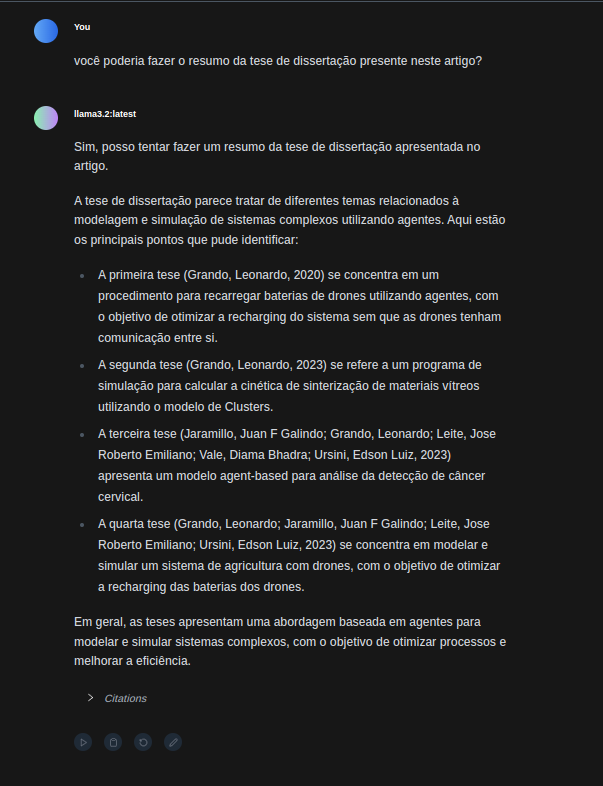 You
você poderia fazer o resumo da tese de dissertação presente neste artigo?
llama3.2:latest
Sim, posso tentar fazer um resumo da tese de dissertação apresentada no
artigo.
A tese de dissertação parece tratar de diferentes temas relacionados à
modelagem e simulação de sistemas complexos utilizando agentes. Aqui estão
os principais pontos que pude identificar:
A primeira tese (Grando, Leonardo, 2020) se concentra em um
procedimento para recarregar baterias de drones utilizando agentes, com
o objetivo de otimizar a recharging do sistema sem que as drones tenham
comunicação entre si.
A segunda tese (Grando, Leonardo, 2023) se refere a um programa de
simulação para calcular a cinética de sinterização de materiais vítreos
utilizando o modelo de Clusters.
A terceira tese (Jaramillo, Juan F Galindo; Grando, Leonardo; Leite, Jose
Roberto Emiliano; Vale, Diama Bhadra; Ursini, Edson Luiz, 2023)
apresenta um modelo agent-based para análise da detecção de câncer
cervical.
A quarta tese (Grando, Leonardo; Jaramillo, Juan F Galindo; Leite, Jose
Roberto Emiliano; Ursini, Edson Luiz, 2023) se concentra em modelar e
simular um sistema de agricultura com drones, com o objetivo de otimizar
a recharging das baterias dos drones.
Em geral, as teses apresentam uma abordagem baseada em agentes para
modelar e simular sistemas complexos, com o objetivo de otimizar processos e
melhorar a eficiência.
Citations